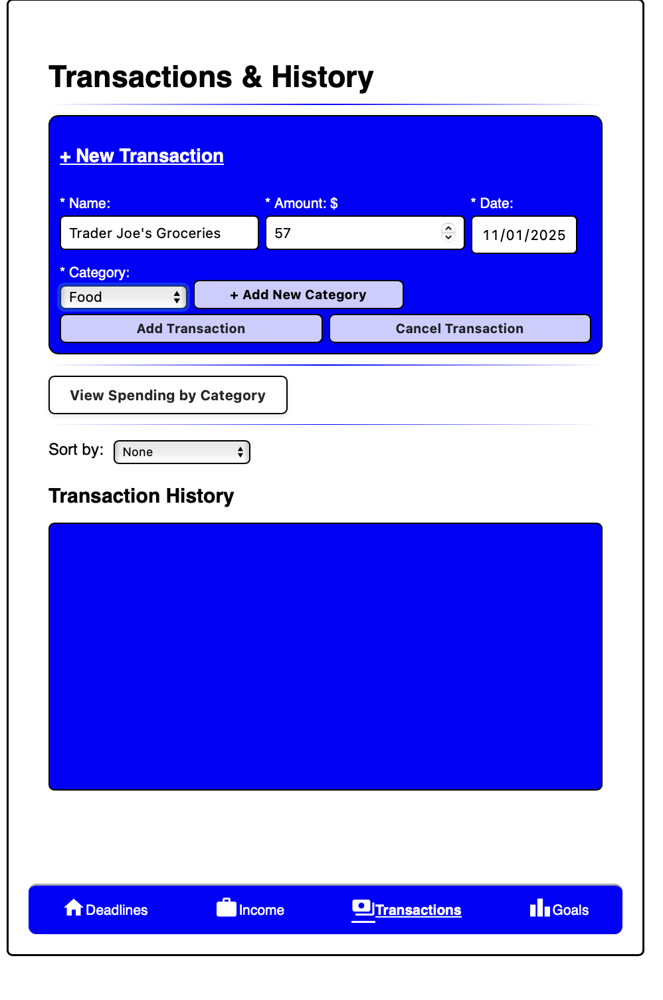 Transactions & History
+ New Transaction
* Name: * Amount: $ * Date:
Trader Joe's Groceries 57 11/01/2025
* Category:
Food + Add New Category
Add Transaction Cancel Transaction
View Spending by Category
Sort by: None
Transaction History
Deadlines Income Transactions Goals